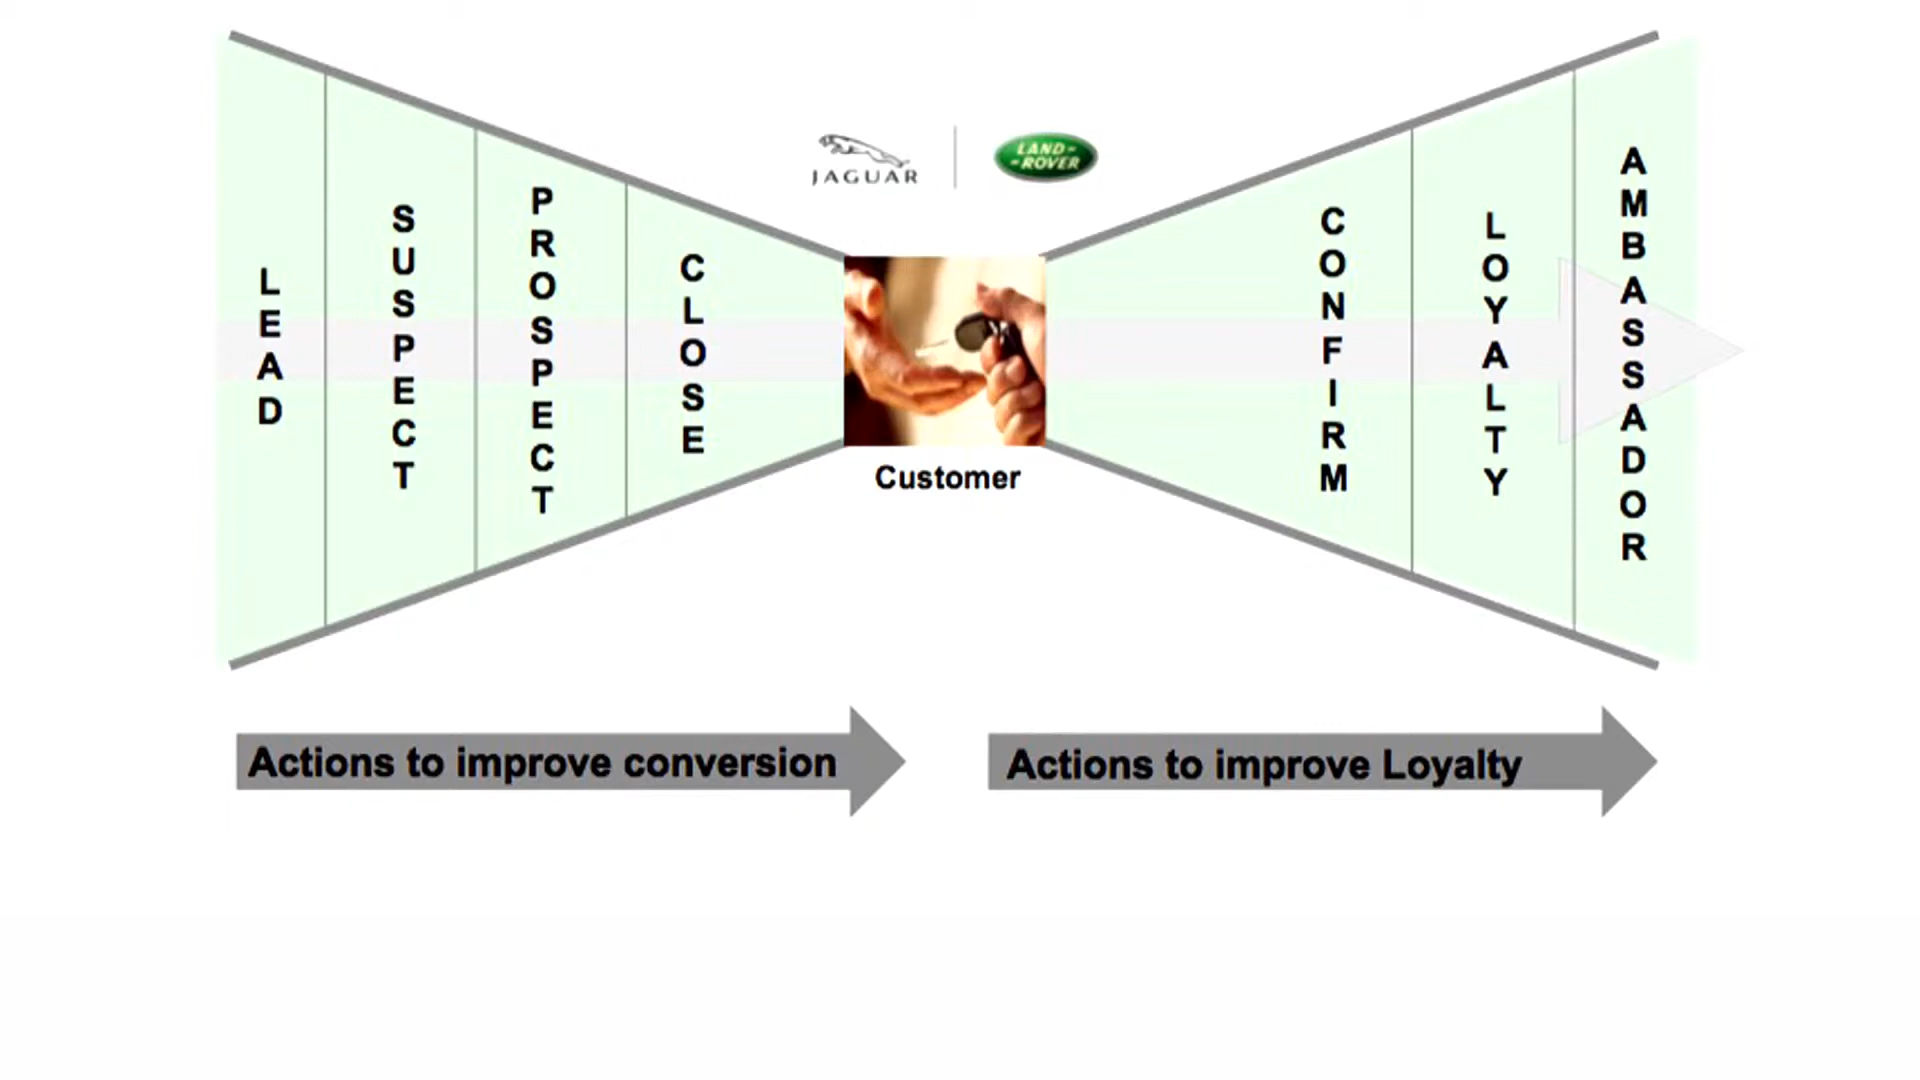 LEAD
SUSPECT
PROSPECT
CLOSE
JAGUAR
LAND-
-ROVER
Customer
CONFIRM
LOYALTY
AMBASSADOR
Actions to improve conversion
Actions to improve Loyalty